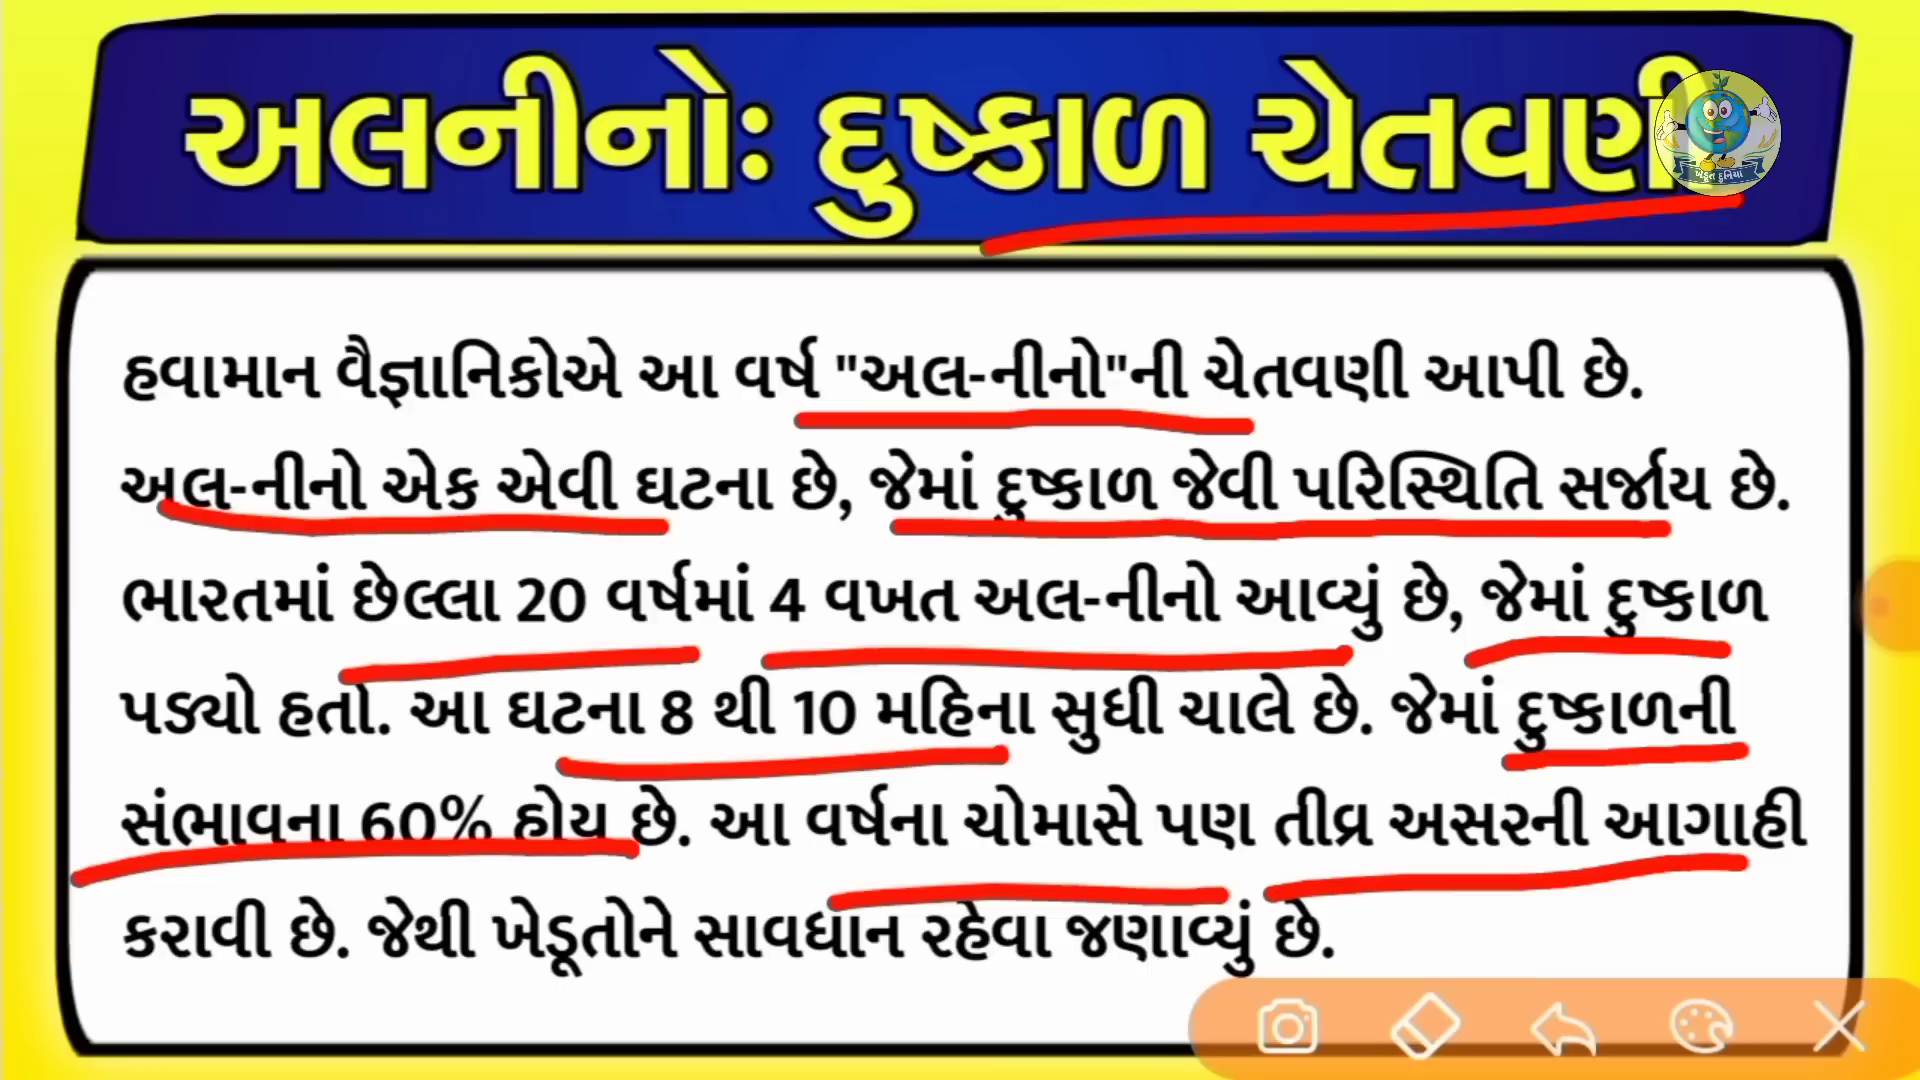 અલનીનોઃ દુષ્કાળ ચેતવણી
ખેડૂત દુનિયા
હવામાન વૈજ્ઞાનિકોએ આ વર્ષ "અલ-નીનો"ની ચેતવણી આપી છે.
અલ-નીનો એક એવી ઘટના છે, જેમાં દુષ્કાળ જેવી પરિસ્થિતિ સર્જાય છે.
ભારતમાં છેલ્લા 20 વર્ષમાં 4 વખત અલ-નીનો આવ્યું છે, જેમાં દુષ્કાળ
પડ્યો હતો. આ ઘટના 8 થી 10 મહિના સુધી ચાલે છે. જેમાં દુષ્કાળની
સંભાવના 60% હોય છે. આ વર્ષના ચોમાસે પણ તીવ્ર અસરની આગાહી
કરાવી છે. જેથી ખેડૂતોને સાવધાન રહેવા જણાવ્યું છે.